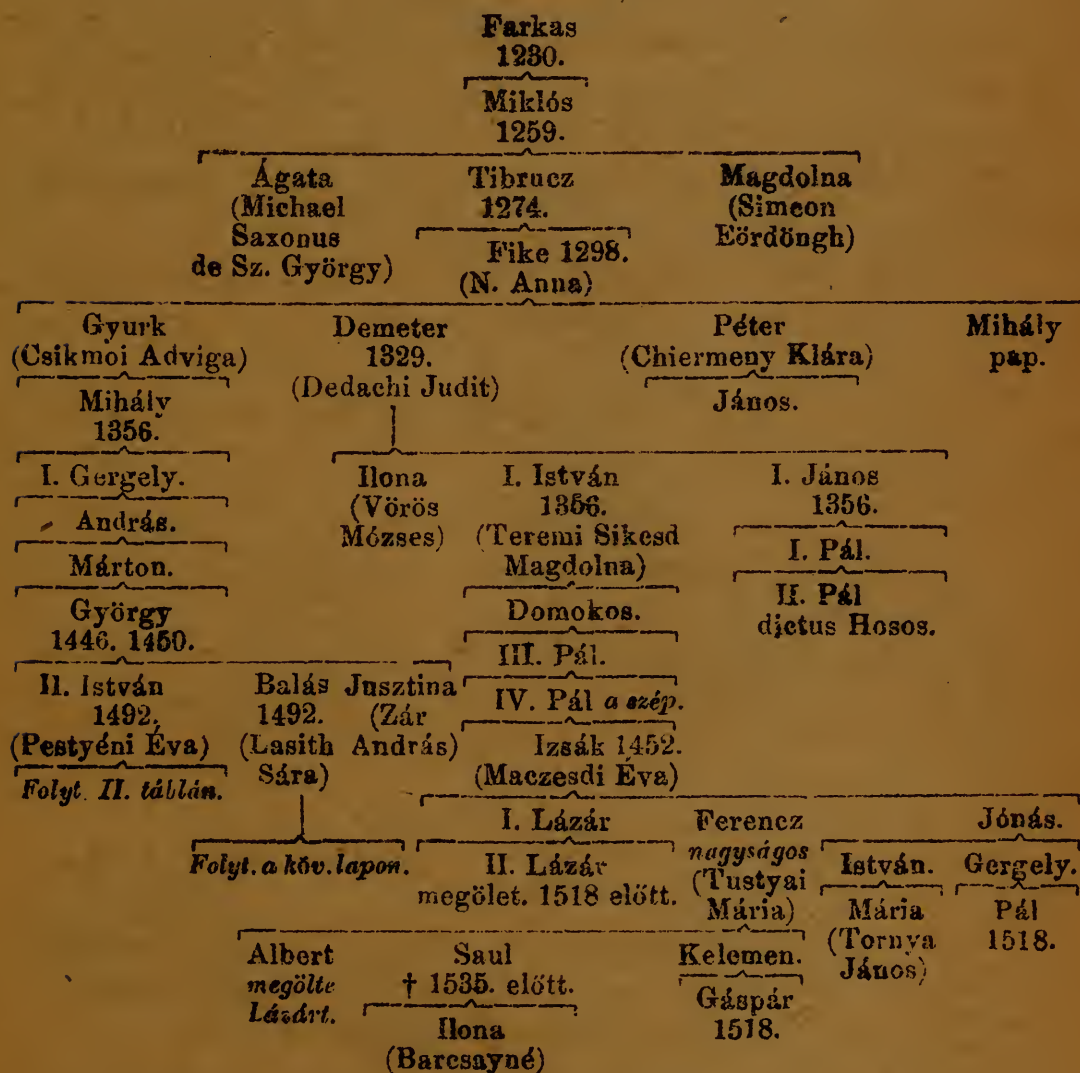 Farkas
1230.
Miklós
1259.
Ágata Tibrucz Magdolna
(Michael 1274. (Simeon
Saxonus Eördöngh)
de Sz. György) Fike 1298.
(N. Anna)
Gyurk Demeter Péter Mihály
(Csikmoi Adviga) 1329. (Chiermeny Klára) pap.
Mihály (Dedachi Judit) János.
1356.
I. Gergely. Ilona I. István I. János
(Vörös 1356. 1356.
András. Mózses) (Teremi Sikesd
Magdolna) I. Pál.
Márton.
György Domokos. II. Pál
1446. 1450. dictus Hosos.
III. Pál.
II. István Balás Jusztina IV. Pál a szép.
1492. 1492. (Zár
(Pestyéni Éva) (Lasith András) Izsák 1452.
Sára) (Maczesdi Éva)
Folyt. II. táblán.
I. Lázár Ferencz Jónás.
Folyt. a köv. lapon. nagyságos
II. Lázár (Tustyai István. Gergely.
megölet. 1518 előtt. Mária) Mária Pál
(Tornya 1518.
János)
Albert Saul Kelemen.
megölte † 1535. előtt.
Lázárt. Gáspár
Ilona 1518.
(Barcsayné)